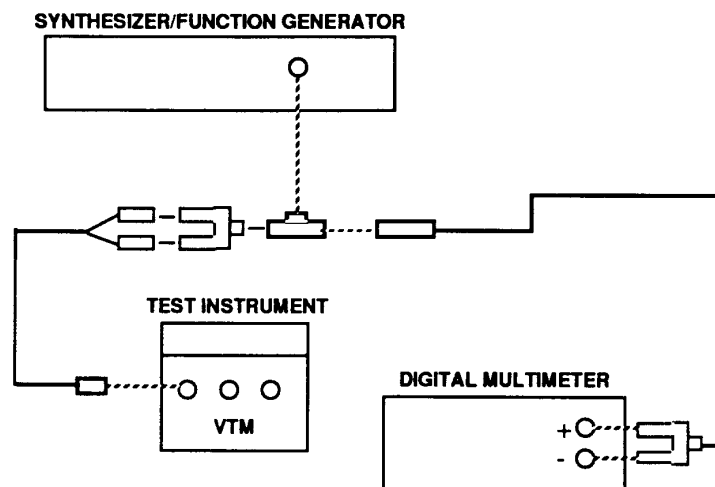 SYNTHESIZER/FUNCTION GENERATOR
TEST INSTRUMENT
VTM
DIGITAL MULTIMETER
+
-